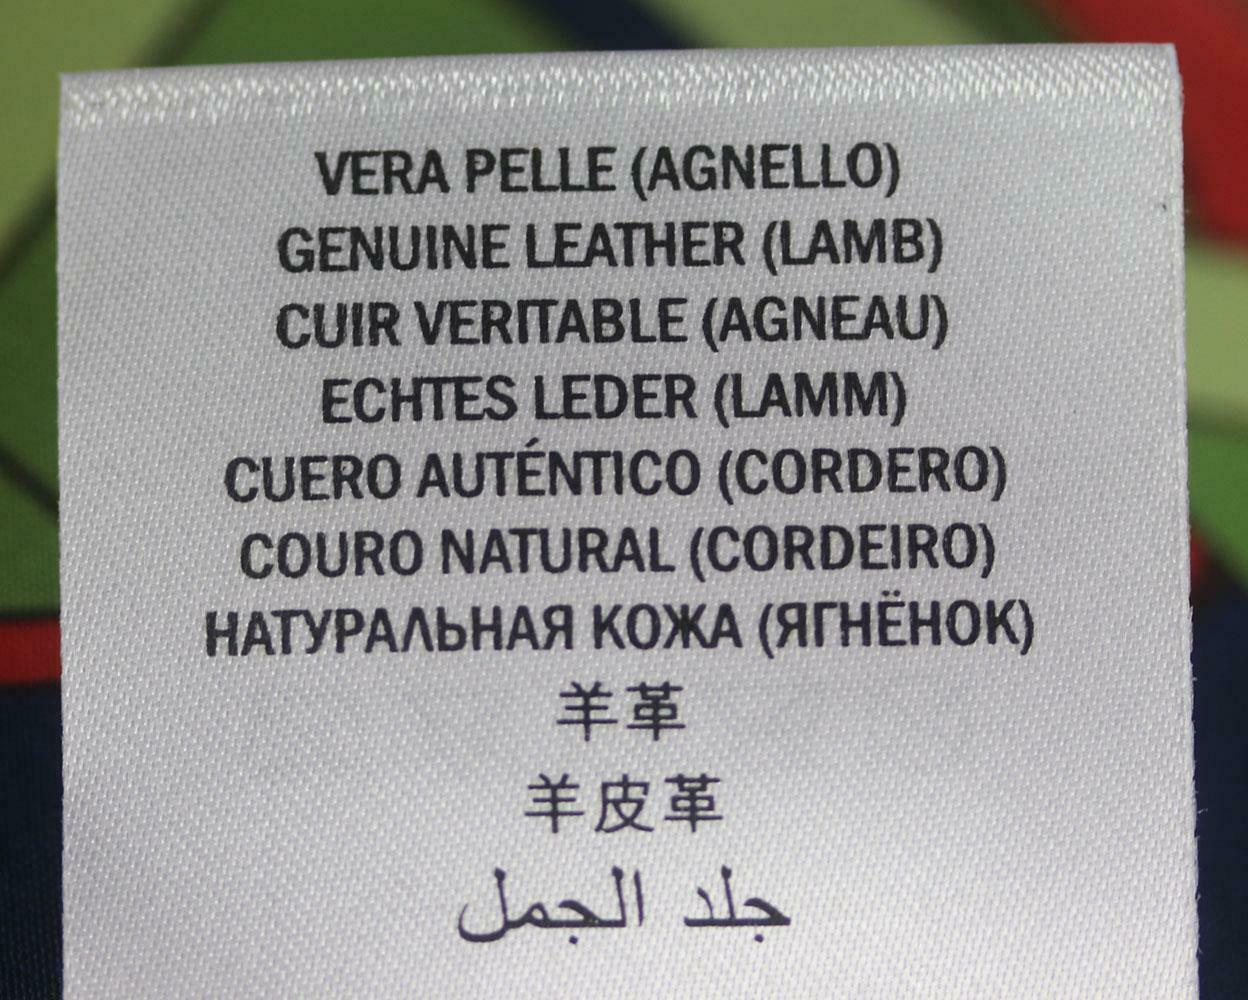 VERA PELLE (AGNELLO)
GENUINE LEATHER (LAMB)
CUIR VERITABLE (AGNEAU)
ECHTES LEDER (LAMM)
CUERO AUTÉNTICO (CORDERO)
COURO NATURAL (CORDEIRO)
НАТУРАЛЬНАЯ КОЖА (ЯГНЁНОК)
羊革
羊皮革
جلد الجمل